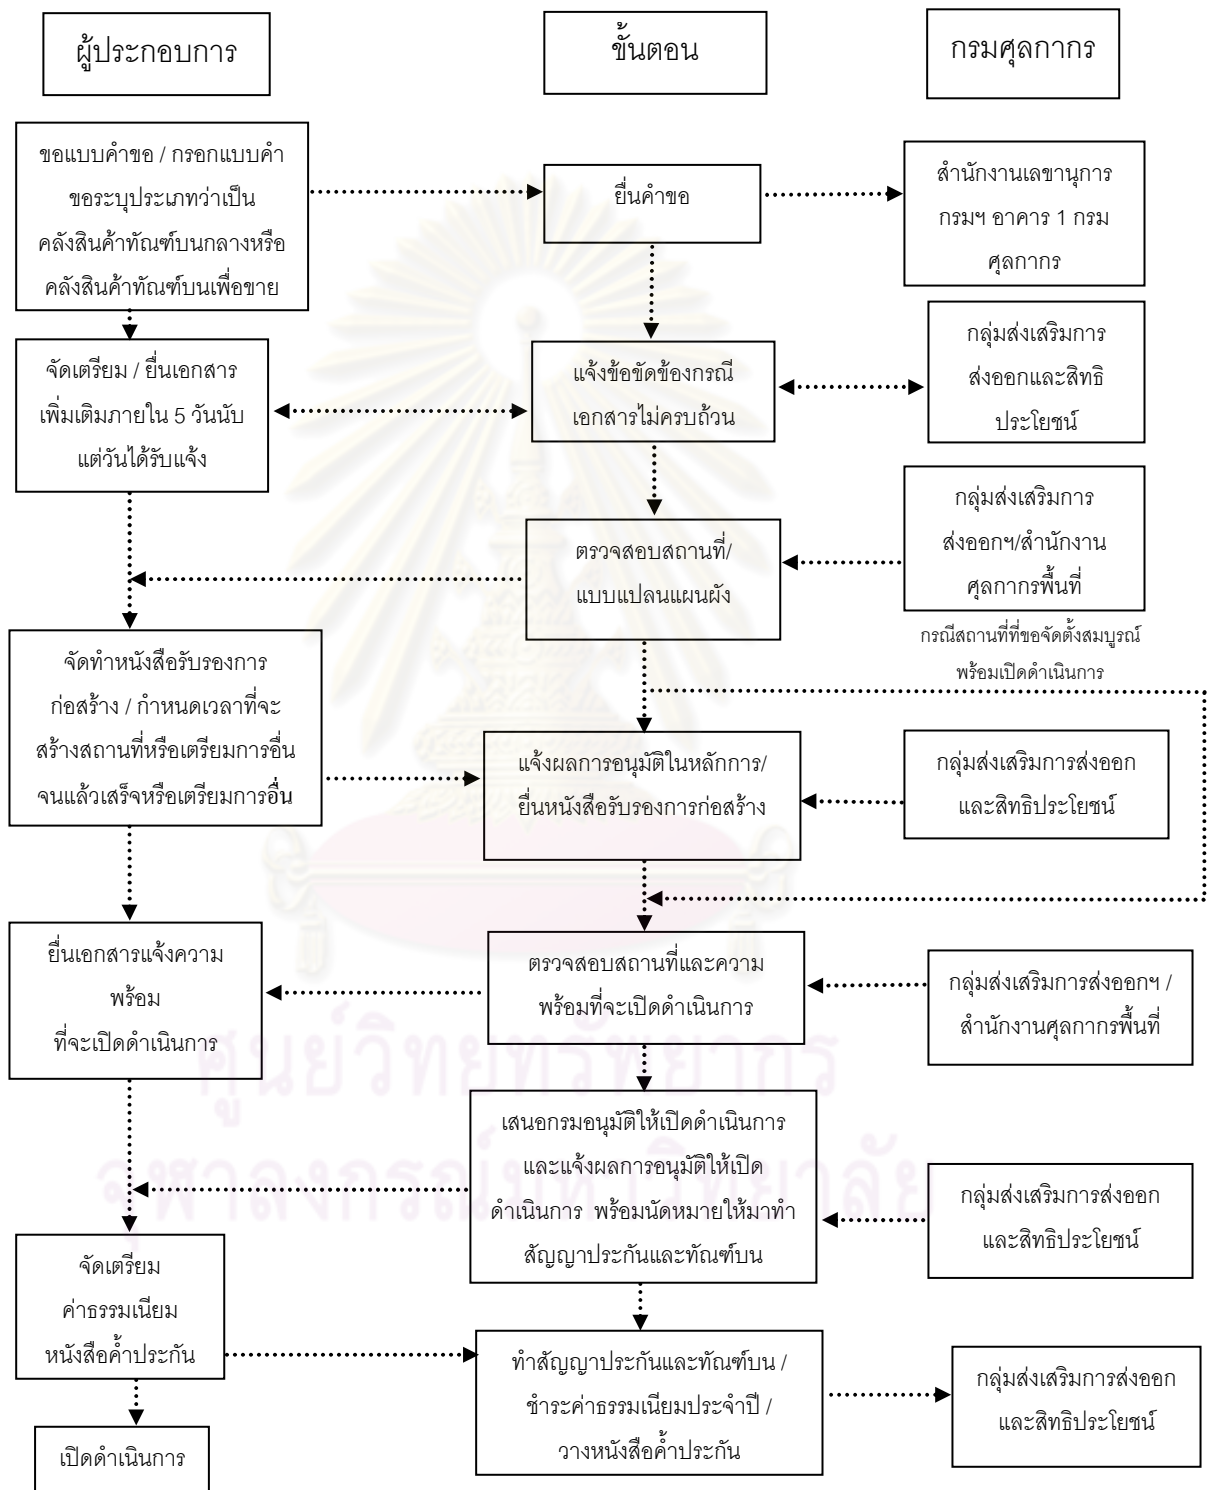 ผู้ประกอบการ
ขั้นตอน
กรมศุลกากร
ขอแบบคำขอ / กรอกแบบคำ
ขอระบุประเภทว่าเป็น
คลังสินค้าทัณฑ์บนกลางหรือ
คลังสินค้าทัณฑ์บนเพื่อขาย
ยื่นคำขอ
สำนักงานเลขานุการ
กรมฯ อาคาร 1 กรม
ศุลกากร
จัดเตรียม / ยื่นเอกสาร
เพิ่มเติมภายใน 5 วันนับ
แต่วันได้รับแจ้ง
แจ้งข้อขัดข้องกรณี
เอกสารไม่ครบถ้วน
กลุ่มส่งเสริมการ
ส่งออกและสิทธิ
ประโยชน์
ตรวจสอบสถานที่/
แบบแปลนแผนผัง
กลุ่มส่งเสริมการ
ส่งออกฯ/สำนักงาน
ศุลกากรพื้นที่
กรณีสถานที่ที่ขอจัดตั้งสมบูรณ์
พร้อมเปิดดำเนินการ
จัดทำหนังสือรับรองการ
ก่อสร้าง / กำหนดเวลาที่จะ
สร้างสถานที่หรือเตรียมการอื่น
จนแล้วเสร็จหรือเตรียมการอื่น
แจ้งผลการอนุมัติในหลักการ/
ยื่นหนังสือรับรองการก่อสร้าง
กลุ่มส่งเสริมการส่งออก
และสิทธิประโยชน์
ยื่นเอกสารแจ้งความ
พร้อม
ที่จะเปิดดำเนินการ
ตรวจสอบสถานที่และความ
พร้อมที่จะเปิดดำเนินการ
กลุ่มส่งเสริมการส่งออกฯ /
สำนักงานศุลกากรพื้นที่
ศูนย์วิทยทรัพยากร
จุฬาลงกรณ์มหาวิทยาลัย
เสนอกรมอนุมัติให้เปิดดำเนินการ
และแจ้งผลการอนุมัติให้เปิด
ดำเนินการ พร้อมนัดหมายให้มาทำ
สัญญาประกันและทัณฑ์บน
กลุ่มส่งเสริมการส่งออก
และสิทธิประโยชน์
จัดเตรียม
ค่าธรรมเนียม
หนังสือค้ำประกัน
ทำสัญญาประกันและทัณฑ์บน /
ชำระค่าธรรมเนียมประจำปี /
วางหนังสือค้ำประกัน
กลุ่มส่งเสริมการส่งออก
และสิทธิประโยชน์
เปิดดำเนินการ